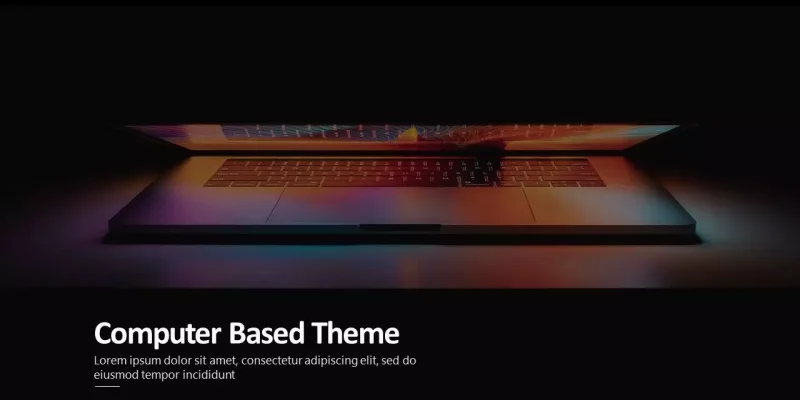 Computer Based Theme
Lorem ipsum dolor sit amet, consectetur adipiscing elit, sed do
eiusmod tempor incididunt